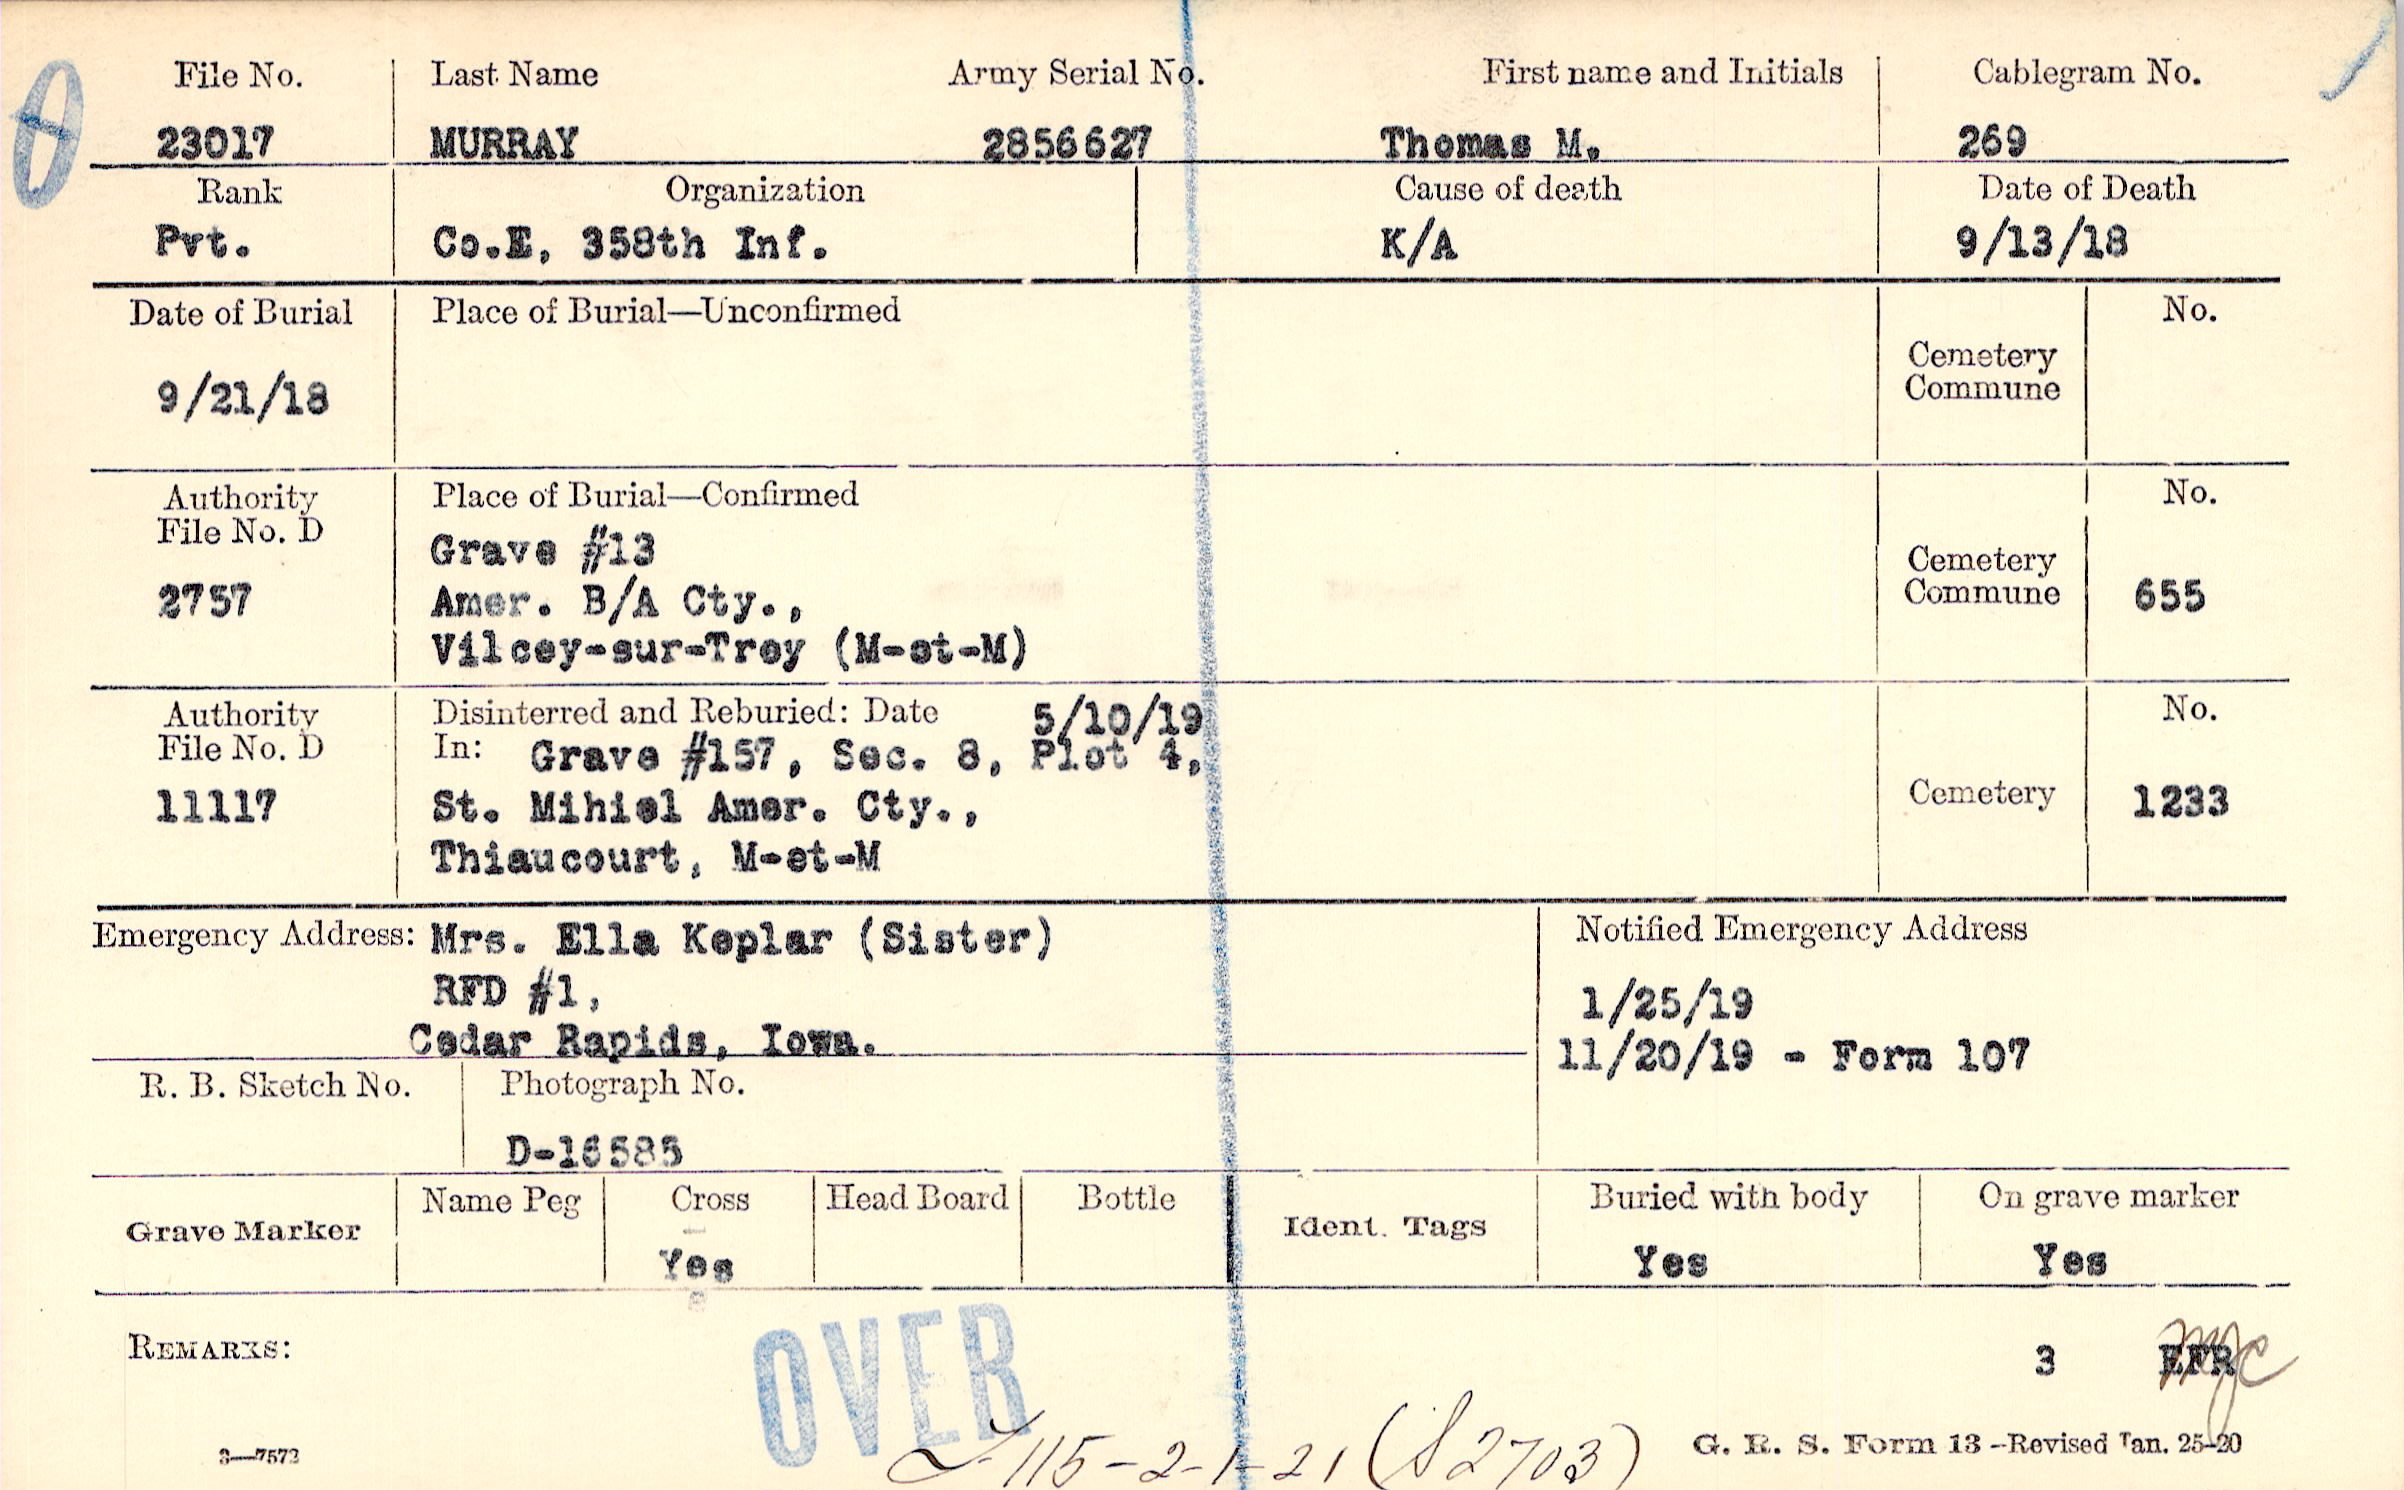 File No. Last Name Army Serial No. First name and Initials Cablegram No.
23017 MURRAY 2856627 Thomas M. 269
Rank Organization Cause of death Date of Death
Pvt. Co.E, 358th Inf. K/A 9/13/18
Date of Burial Place of Burial—Unconfirmed No.
Cemetery
Commune
9/21/18
Authority Place of Burial—Confirmed No.
File No. D
Grave #13
Cemetery
2757 Amer. B/A Cty., Commune 655
Vilcey-sur-Trey (M-et-M)
Authority Disinterred and Reburied: Date 5/10/19 No.
File No. D In: Grave #157, Sec. 8, Plot 4,
11117 St. Mihiel Amer. Cty., Cemetery 1233
Thiaucourt, M-et-M
Emergency Address: Mrs. Ella Keplar (Sister) Notified Emergency Address
RFD #1, 1/25/19
Cedar Rapids, Iowa. 11/20/19 - Form 107
R. B. Sketch No. Photograph No.
D-16585
Name Peg Cross Head Board Bottle Buried with body On grave marker
Grave Marker Ident. Tags
Yes Yes Yes
REMARKS:
3 EFR
OVER
L-115-2-1-21 (S2703)
3—7572 G. R. S. Form 13—Revised Jan. 25-20